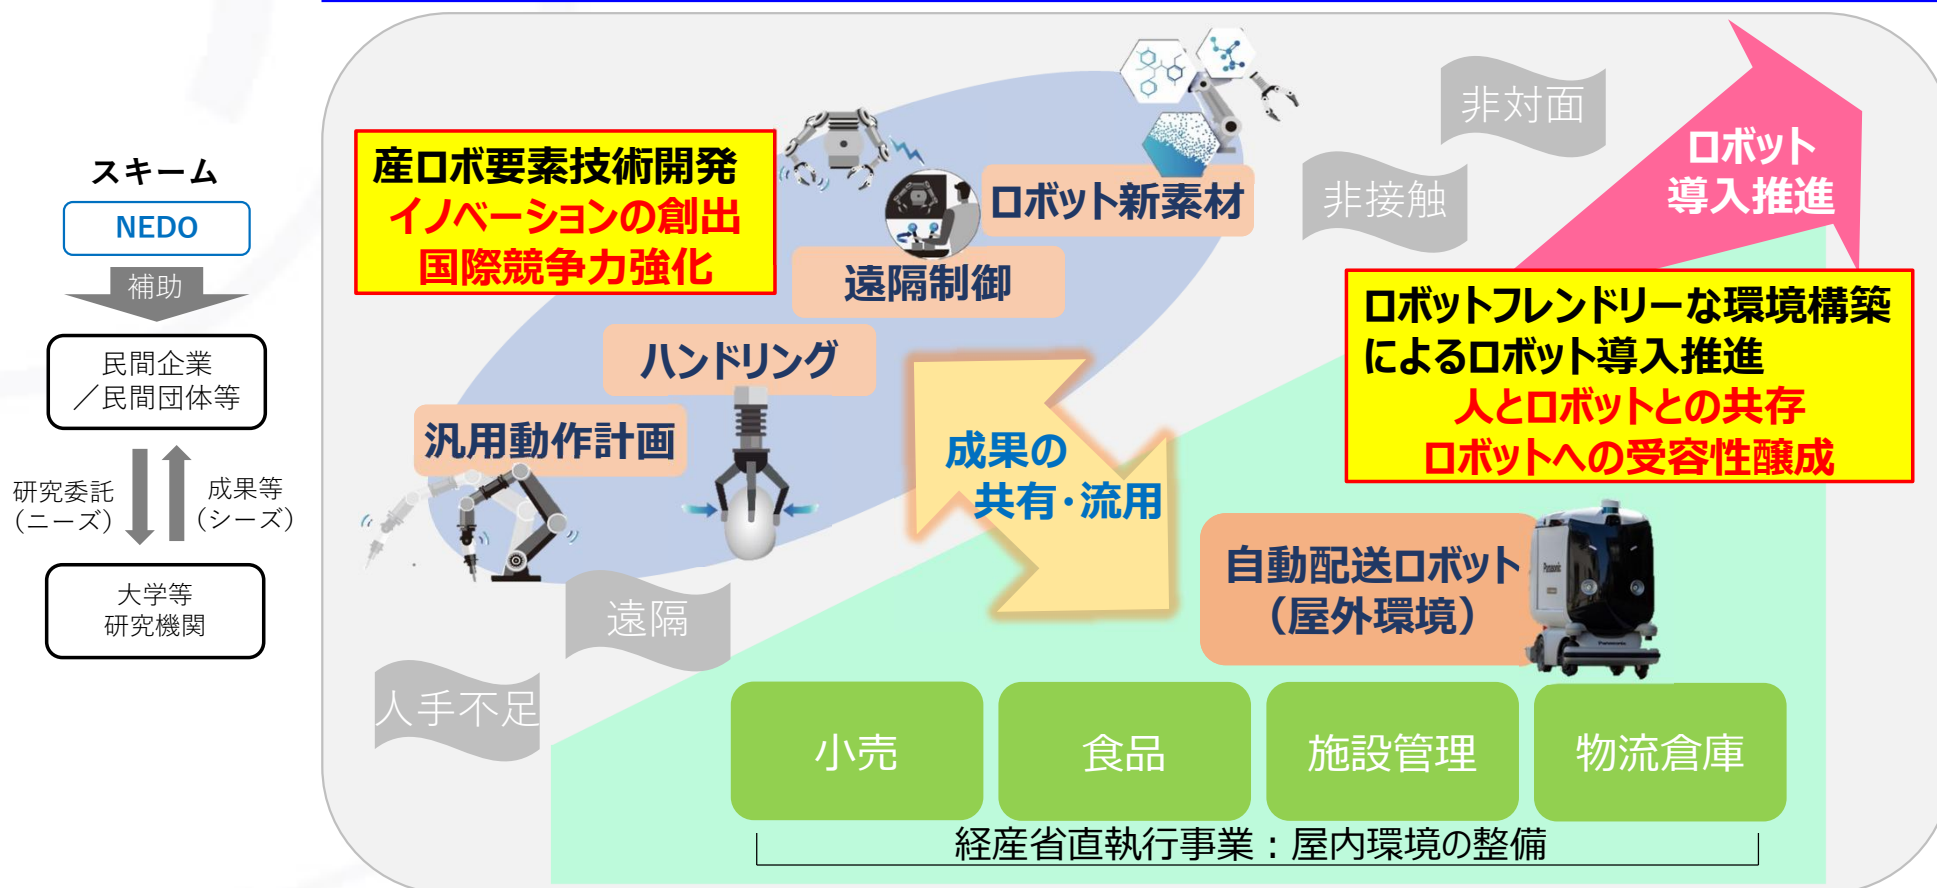 スキーム
NEDO
補助
民間企業
／民間団体等
研究委託
（ニーズ）
成果等
（シーズ）
大学等
研究機関
産ロボ要素技術開発
イノベーションの創出
国際競争力強化
ロボット新素材
遠隔制御
ハンドリング
汎用動作計画
非対面
非接触
遠隔
人手不足
ロボット
導入推進
ロボットフレンドリーな環境構築
によるロボット導入推進
人とロボットとの共存
ロボットへの受容性醸成
成果の
共有・流用
自動配送ロボット
（屋外環境）
Panasonic
Panasonic
小売
食品
施設管理
物流倉庫
経産省直執行事業：屋内環境の整備